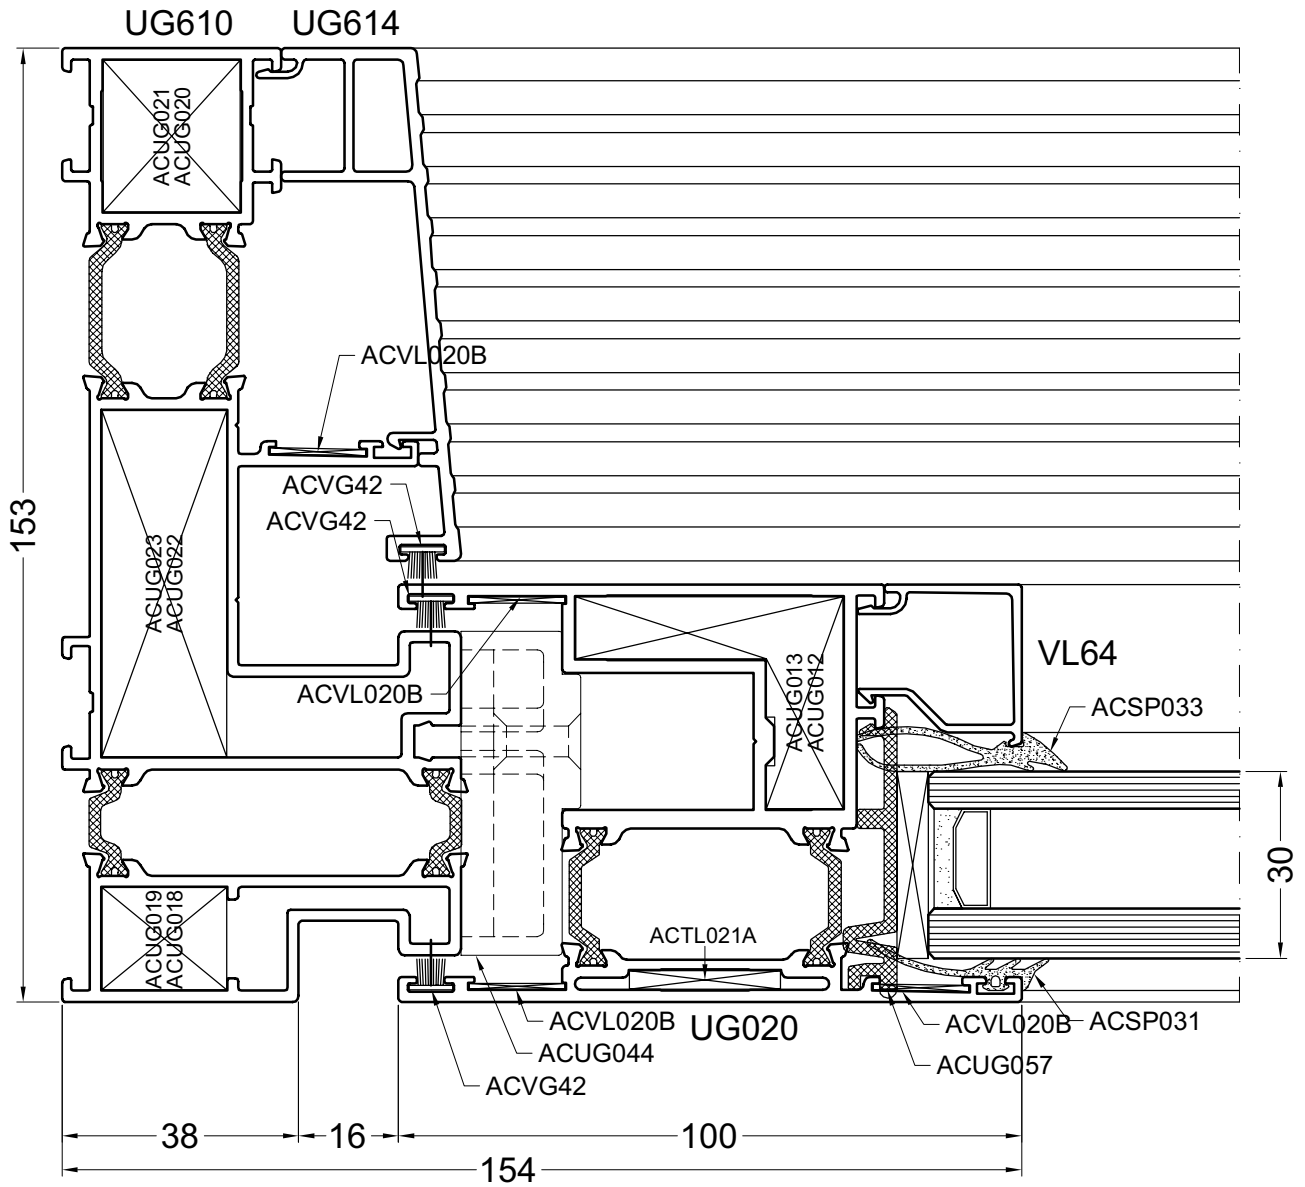 UG610
UG614
ACUG021
ACUG020
ACVL020B
ACVG42
ACVG42
153
ACUG023
ACUG022
ACVL020B
ACUG013
ACUG012
VL64
ACSP033
30
ACUG019
ACUG018
ACTL021A
ACVL020B
UG020
ACVL020B
ACSP031
ACUG044
ACUG057
ACVG42
38
16
100
154